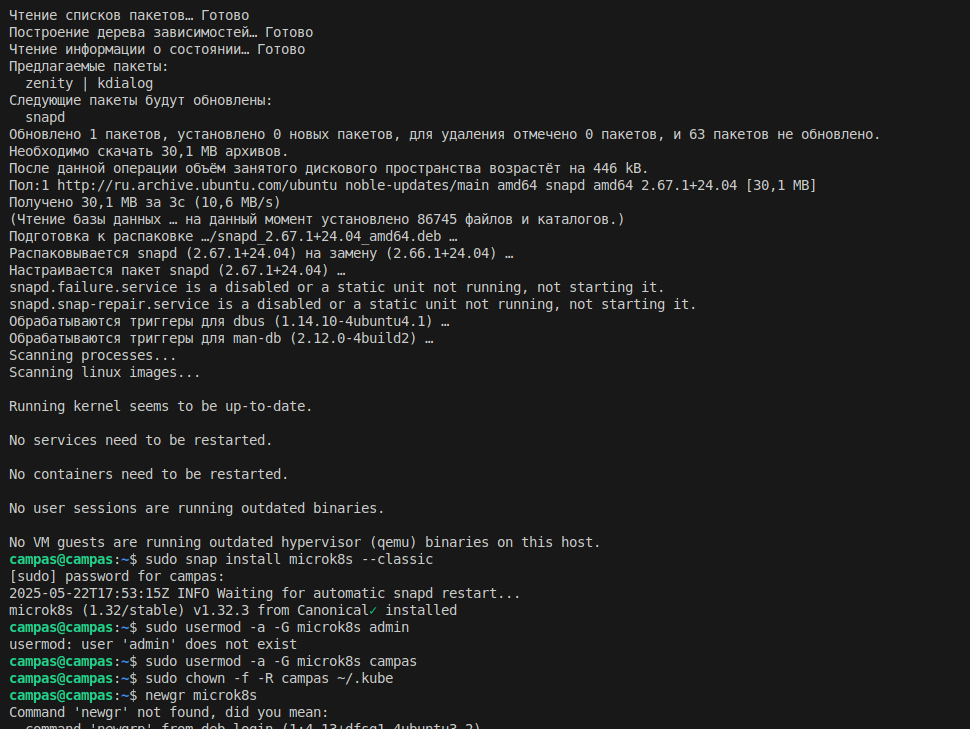 Чтение списков пакетов… Готово
Построение дерева зависимостей… Готово
Чтение информации о состоянии… Готово
Предлагаемые пакеты:
  zenity | kdialog
Следующие пакеты будут обновлены:
  snapd
Обновлено 1 пакетов, установлено 0 новых пакетов, для удаления отмечено 0 пакетов, и 63 пакетов не обновлено.
Необходимо скачать 30,1 MB архивов.
После данной операции объём занятого дискового пространства возрастёт на 446 kB.
Пол:1 http://ru.archive.ubuntu.com/ubuntu noble-updates/main amd64 snapd amd64 2.67.1+24.04 [30,1 MB]
Получено 30,1 MB за 3с (10,6 MB/s)
(Чтение базы данных … на данный момент установлено 86745 файлов и каталогов.)
Подготовка к распаковке …/snapd_2.67.1+24.04_amd64.deb …
Распаковывается snapd (2.67.1+24.04) на замену (2.66.1+24.04) …
Настраивается пакет snapd (2.67.1+24.04) …
snapd.failure.service is a disabled or a static unit not running, not starting it.
snapd.snap-repair.service is a disabled or a static unit not running, not starting it.
Обрабатываются триггеры для dbus (1.14.10-4ubuntu4.1) …
Обрабатываются триггеры для man-db (2.12.0-4build2) …
Scanning processes...
Scanning linux images...
Running kernel seems to be up-to-date.
No services need to be restarted.
No containers need to be restarted.
No user sessions are running outdated binaries.
No VM guests are running outdated hypervisor (qemu) binaries on this host.
campas@campas:~$ sudo snap install microk8s --classic
[sudo] password for campas:
2025-05-22T17:53:15Z INFO Waiting for automatic snapd restart...
microk8s (1.32/stable) v1.32.3 from Canonical✓ installed
campas@campas:~$ sudo usermod -a -G microk8s admin
usermod: user 'admin' does not exist
campas@campas:~$ sudo usermod -a -G microk8s campas
campas@campas:~$ sudo chown -f -R campas ~/.kube
campas@campas:~$ newgr microk8s
Command 'newgr' not found, did you mean:
  command 'newgrp' from deb login (1:4.13+dfsg1-4ubuntu3.2)